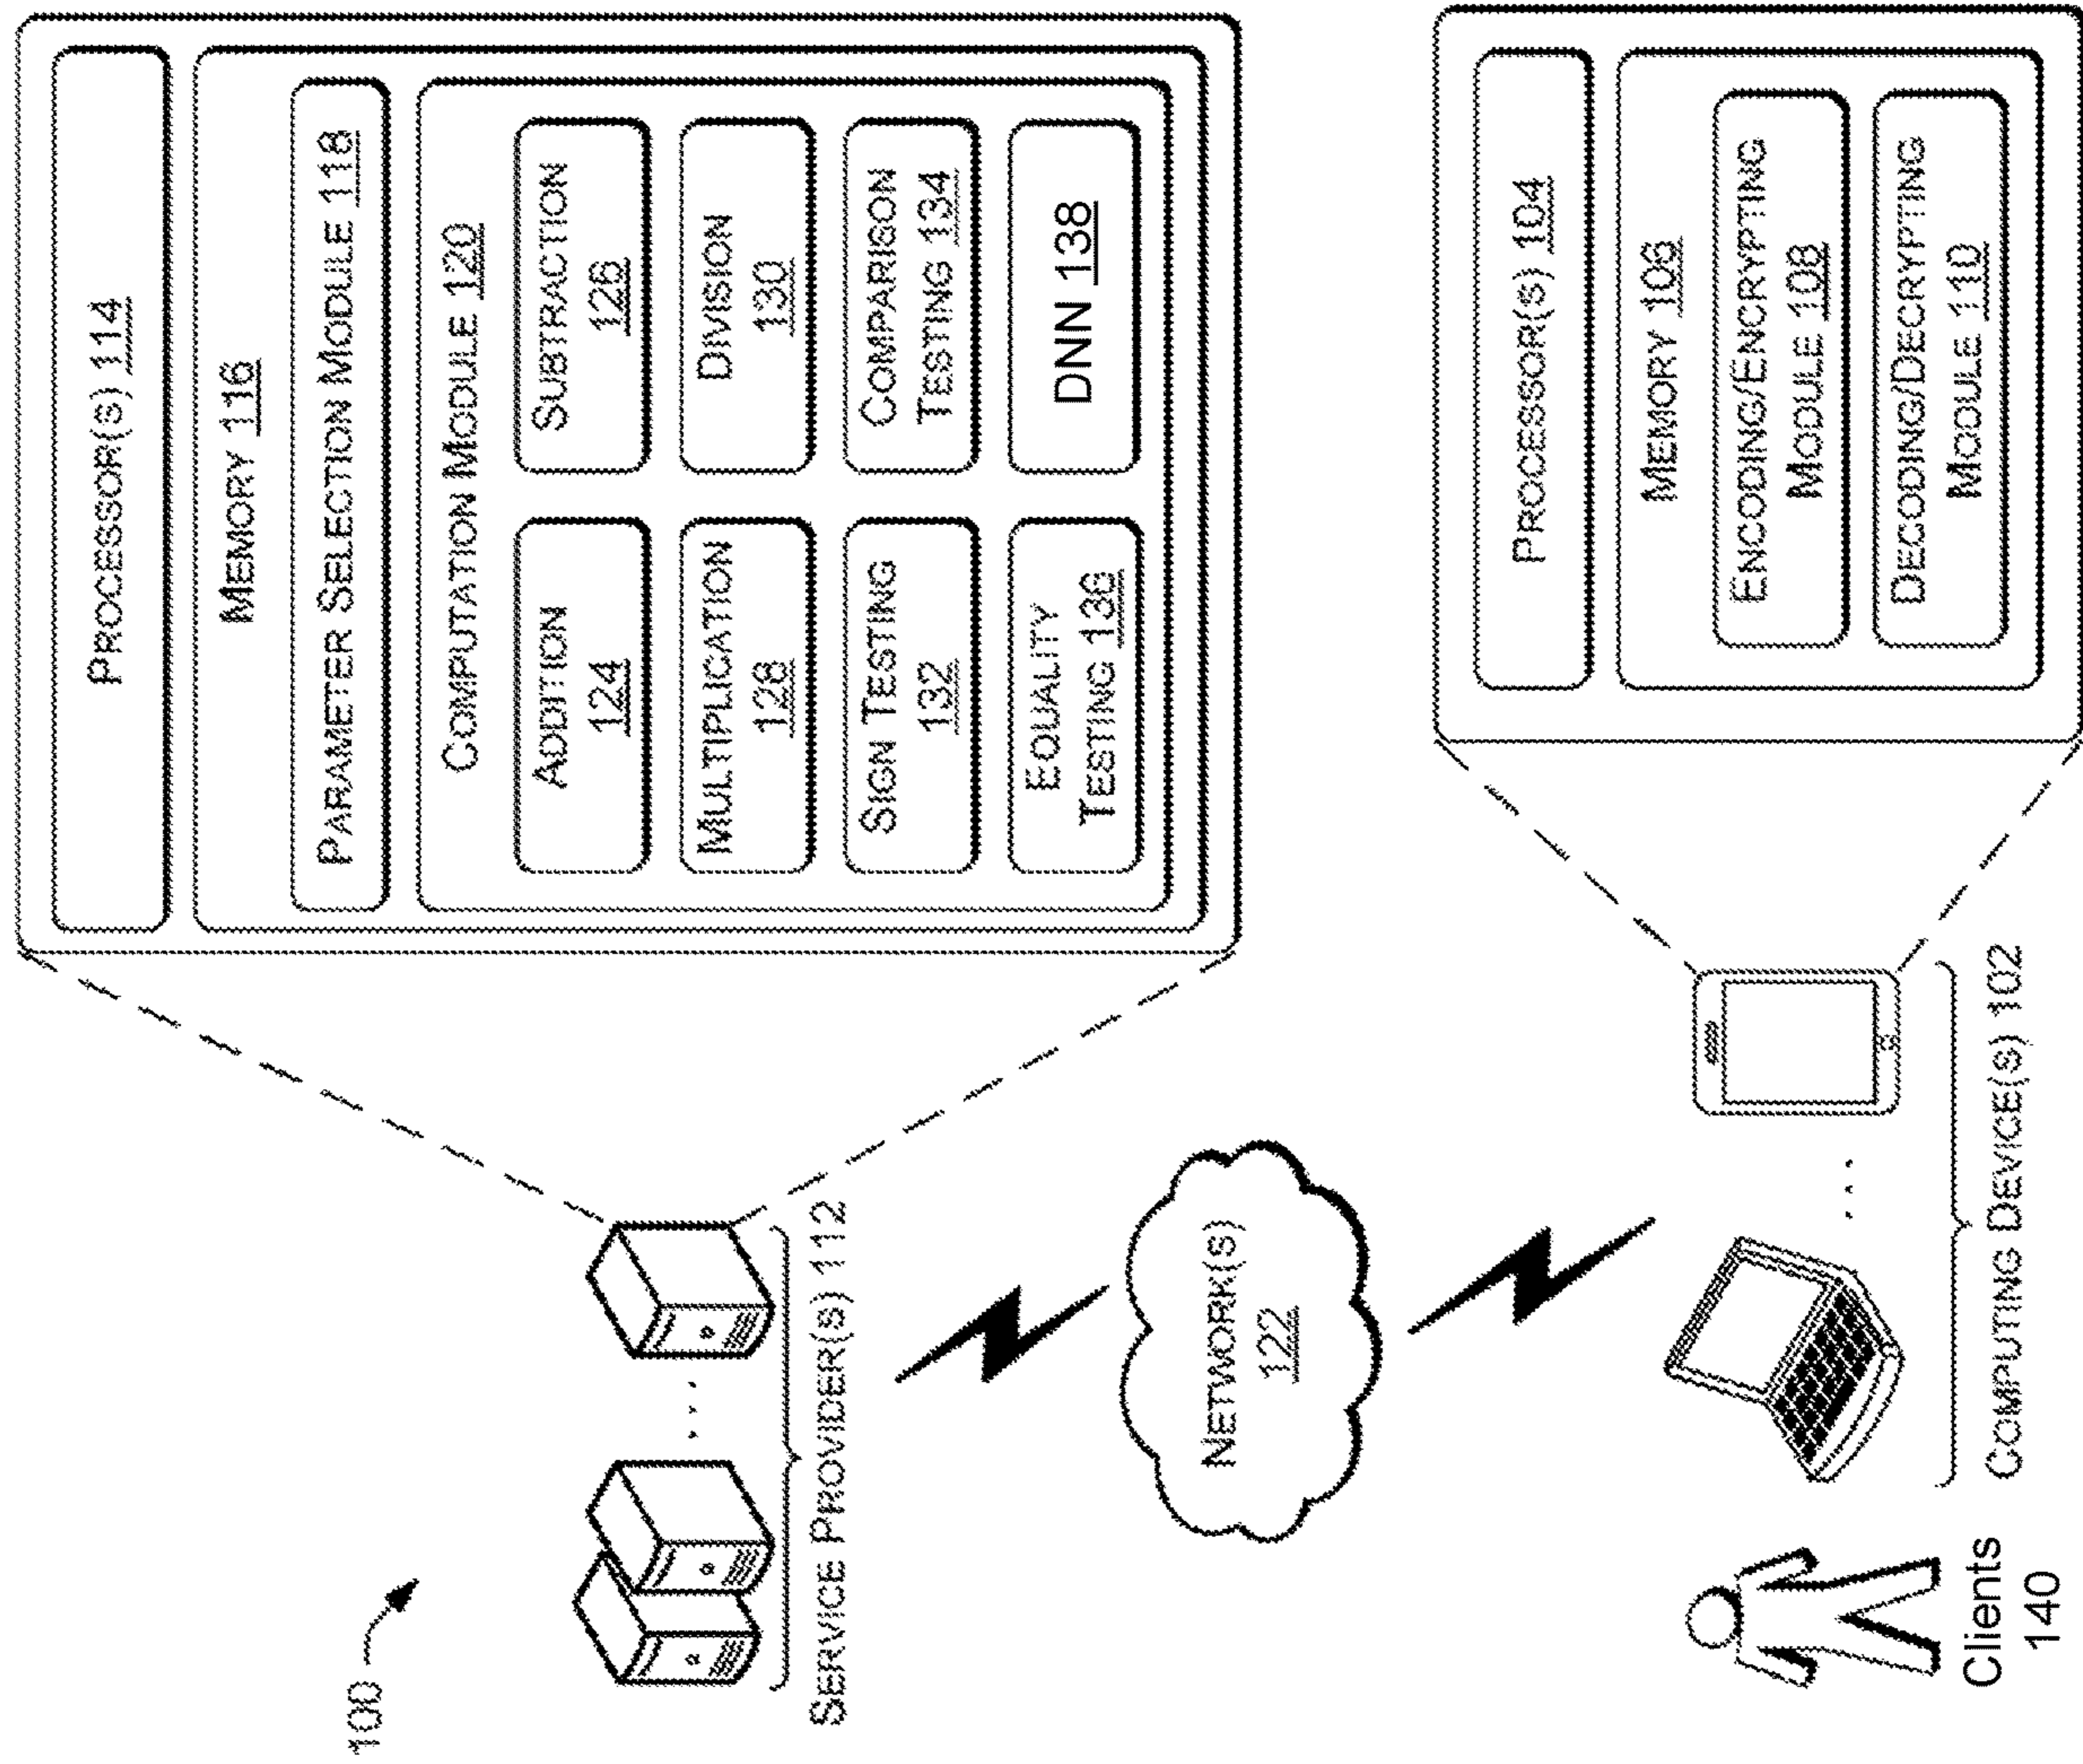 100
PROCESSOR(S) 114
MEMORY 116
PARAMETER SELECTION MODULE 118
COMPUTATION MODULE 120
ADDITION
124
SUBTRACTION
126
MULTIPLICATION
128
DIVISION
130
SIGN TESTING
132
COMPARISON
TESTING 134
EQUALITY
TESTING 136
DNN 138
SERVICE PROVIDER(S) 112
NETWORK(S)
122
PROCESSOR(S) 104
MEMORY 106
ENCODING/ENCRYPTING
MODULE 108
DECODING/DECRYPTING
MODULE 110
Clients
140
COMPUTING DEVICE(S) 102